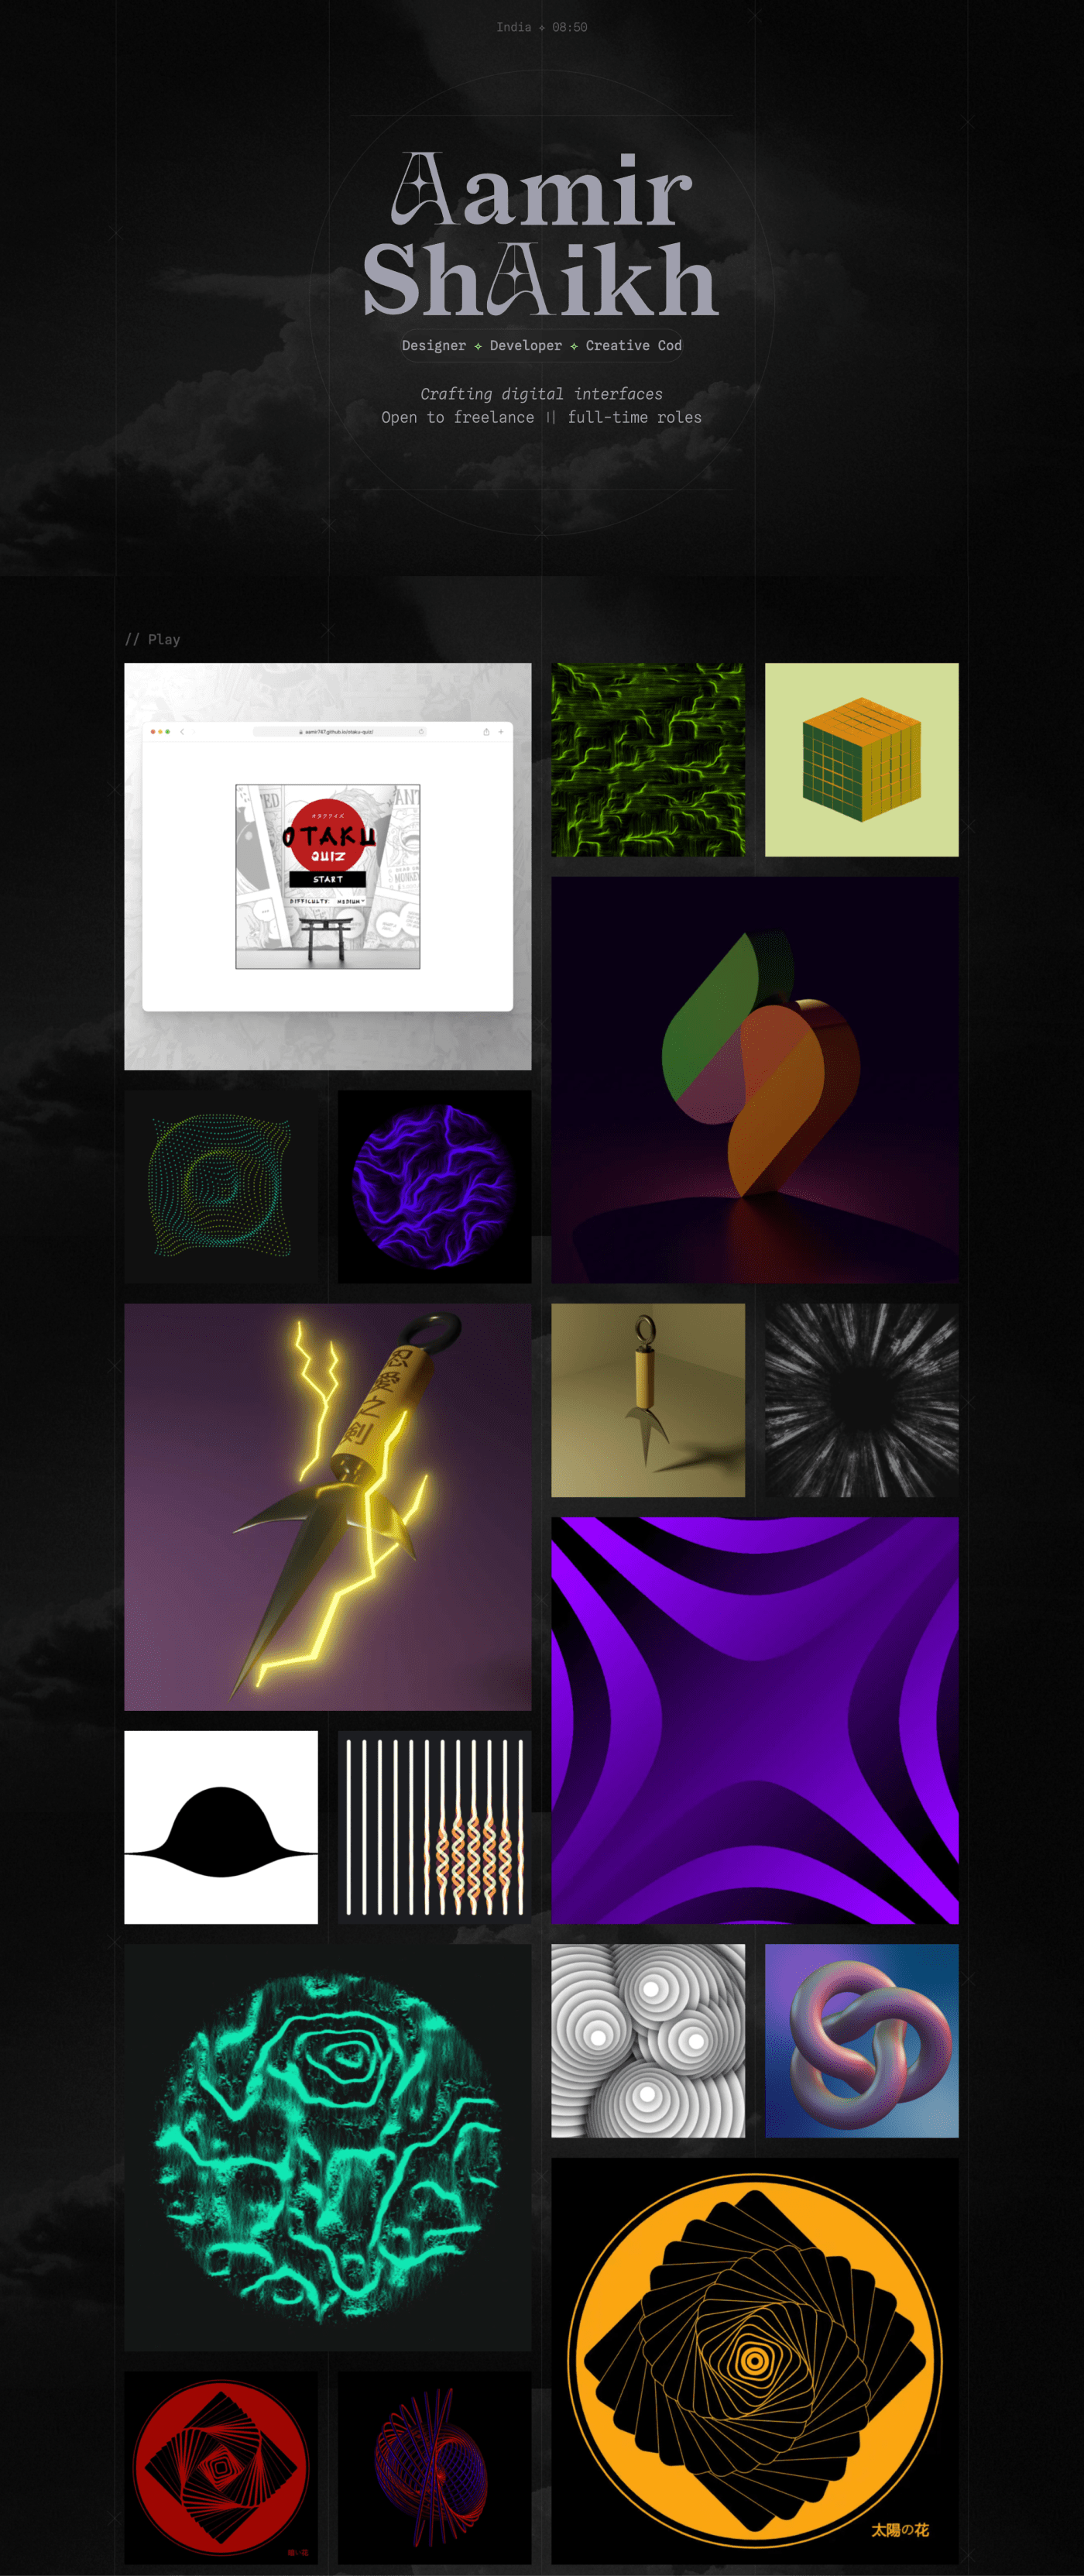 India ✦ 08:50
Aamir
ShAikh
Designer ✧ Developer ✧ Creative Cod
Crafting digital interfaces
Open to freelance || full-time roles
// Play
aamir747.github.io/otaku-quiz/
オタククイズ
OTAKU
QUIZ
START
DIFFICULTY: MEDIUM
忍愛之剣
太陽の花